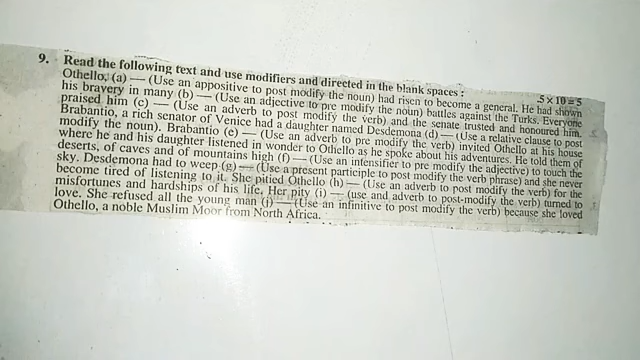 9. Read the following text and use modifiers and directed in the blank spaces : .5×10=5
Othello, (a) — (Use an appositive to post modify the noun) had risen to become a general. He had shown
his bravery in many (b) — (Use an adjective to pre modify the noun) battles against the Turks. Everyone
praised him (c) — (Use an adverb to post modify the verb) and the senate trusted and honoured him.
Brabantio, a rich senator of Venice had a daughter named Desdemona (d) — (Use a relative clause to post
modify the noun). Brabantio (e) — (Use an adverb to pre modify the verb) invited Othello at his house
where he and his daughter listened in wonder to Othello as he spoke about his adventures. He told them of
deserts, of caves and of mountains high (f) — (Use an intensifier to pre modify the adjective) to touch the
sky. Desdemona had to weep (g) — (Use a present participle to post modify the verb phrase) and she never
become tired of listening to it. She pitied Othello (h) — (Use an adverb to post modify the verb) for the
misfortunes and hardships of his life. Her pity (i) — (use and adverb to post-modify the verb) turned to
love. She refused all the young man (j) — (Use an infinitive to post modify the verb) because she loved
Othello, a noble Muslim Moor from North Africa.